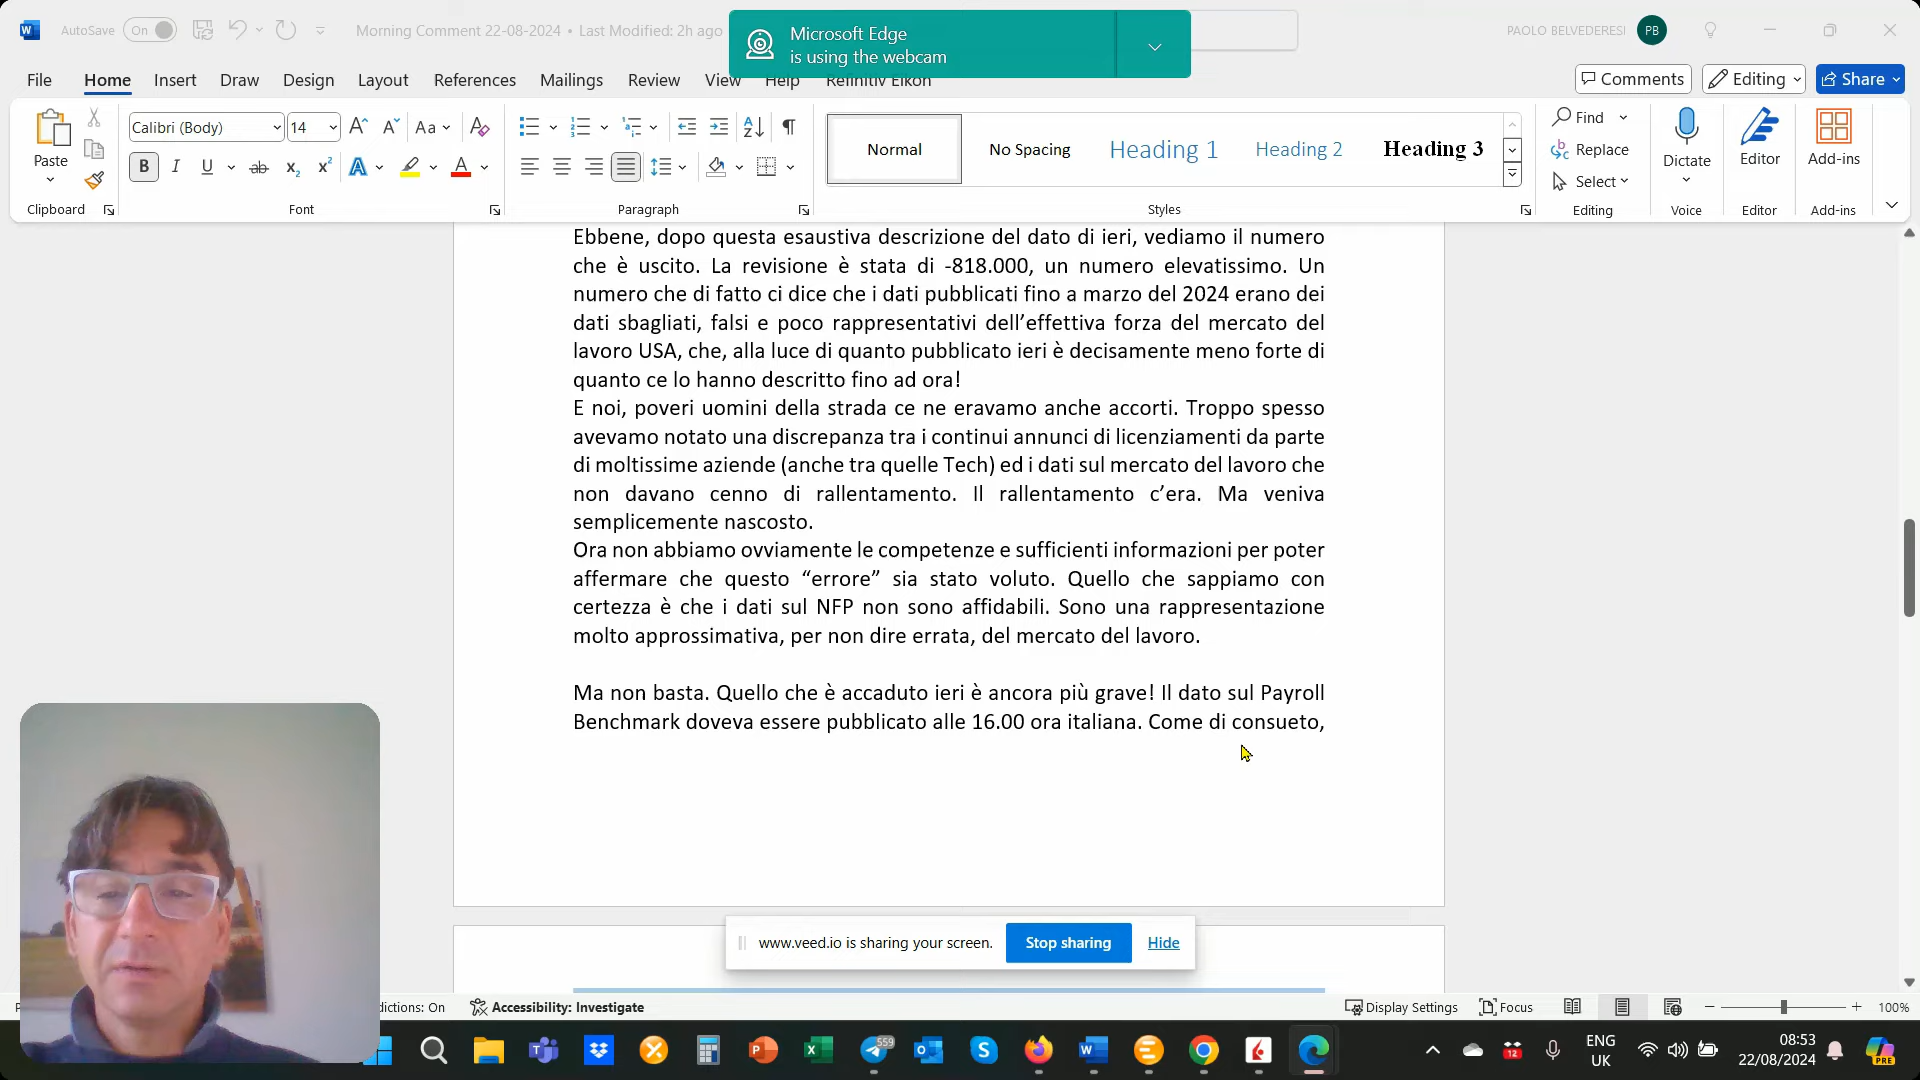 AutoSave On Morning Comment 22-08-2024 • Last Modified: 2h ago
Microsoft Edge
is using the webcam
PAOLO BELVEDERESI PB
File Home Insert Draw Design Layout References Mailings Review View Help Refinitiv Eikon
Comments Editing Share
Paste
Clipboard
Calibri (Body) 14
Font
Paragraph
Normal No Spacing Heading 1 Heading 2 Heading 3
Styles
Find
Replace
Select
Editing
Dictate
Voice
Editor
Editor
Add-ins
Add-ins
Ebbene, dopo questa esaustiva descrizione del dato di ieri, vediamo il numero
che è uscito. La revisione è stata di -818.000, un numero elevatissimo. Un
numero che di fatto ci dice che i dati pubblicati fino a marzo del 2024 erano dei
dati sbagliati, falsi e poco rappresentativi dell’effettiva forza del mercato del
lavoro USA, che, alla luce di quanto pubblicato ieri è decisamente meno forte di
quanto ce lo hanno descritto fino ad ora!
E noi, poveri uomini della strada ce ne eravamo anche accorti. Troppo spesso
avevamo notato una discrepanza tra i continui annunci di licenziamenti da parte
di moltissime aziende (anche tra quelle Tech) ed i dati sul mercato del lavoro che
non davano cenno di rallentamento. Il rallentamento c’era. Ma veniva
semplicemente nascosto.
Ora non abbiamo ovviamente le competenze e sufficienti informazioni per poter
affermare che questo “errore” sia stato voluto. Quello che sappiamo con
certezza è che i dati sul NFP non sono affidabili. Sono una rappresentazione
molto approssimativa, per non dire errata, del mercato del lavoro.
Ma non basta. Quello che è accaduto ieri è ancora più grave! Il dato sul Payroll
Benchmark doveva essere pubblicato alle 16.00 ora italiana. Come di consueto,
www.veed.io is sharing your screen. Stop sharing Hide
dictions: On Accessibility: Investigate Display Settings Focus 100%
559
12
ENG
UK
08:53
22/08/2024